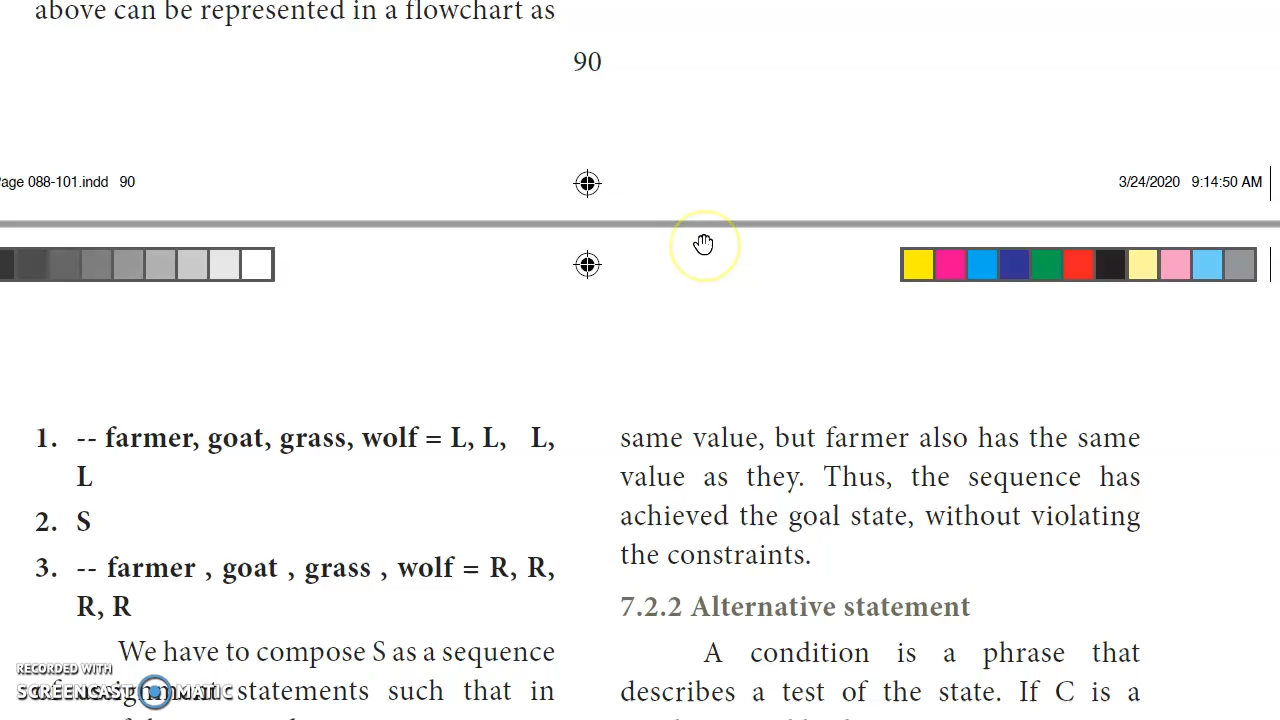 above can be represented in a flowchart as
90
Page 088-101.indd 90
3/24/2020 9:14:50 AM
1. -- farmer, goat, grass, wolf = L, L, L,
L
2. S
3. -- farmer , goat , grass , wolf = R, R,
R, R
We have to compose S as a sequence
statements such that in
same value, but farmer also has the same
value as they. Thus, the sequence has
achieved the goal state, without violating
the constraints.
7.2.2 Alternative statement
A condition is a phrase that
describes a test of the state. If C is a
RECORDED WITH
SCREENCAST MATIC